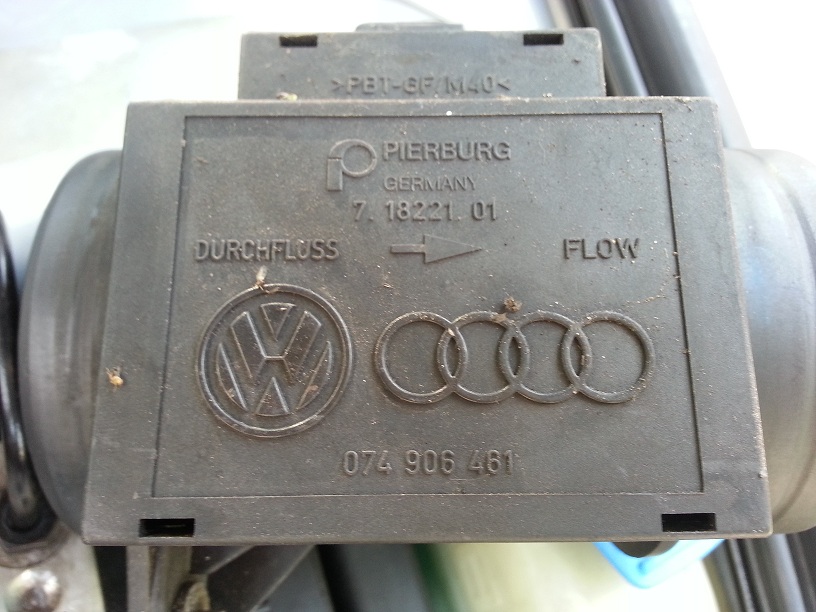 >PBT-GF/M40<
PIERBURG
GERMANY
7. 18221. 01
DURCHFLUSS FLOW
074 906 461